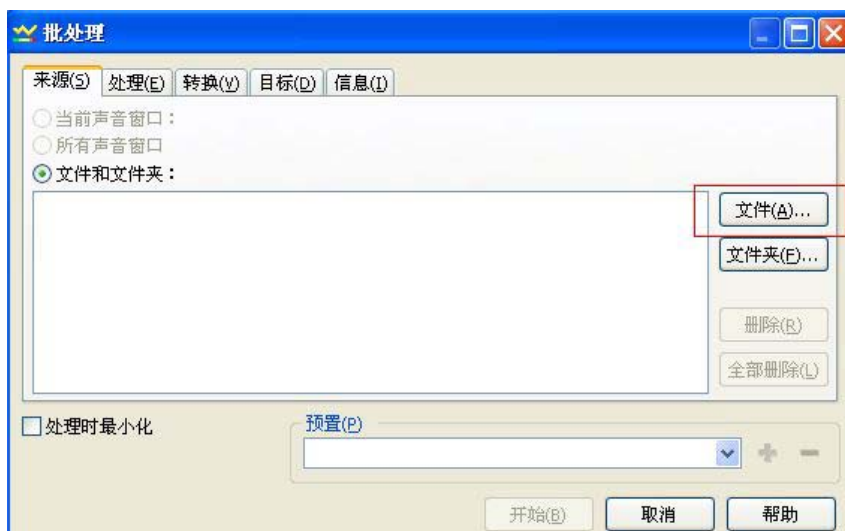 批处理
来源(S) 处理(E) 转换(V) 目标(D) 信息(I)
当前声音窗口：
所有声音窗口
文件和文件夹：
文件(A)...
文件夹(F)...
删除(R)
全部删除(L)
处理时最小化
预置(P)
开始(B) 取消 帮助